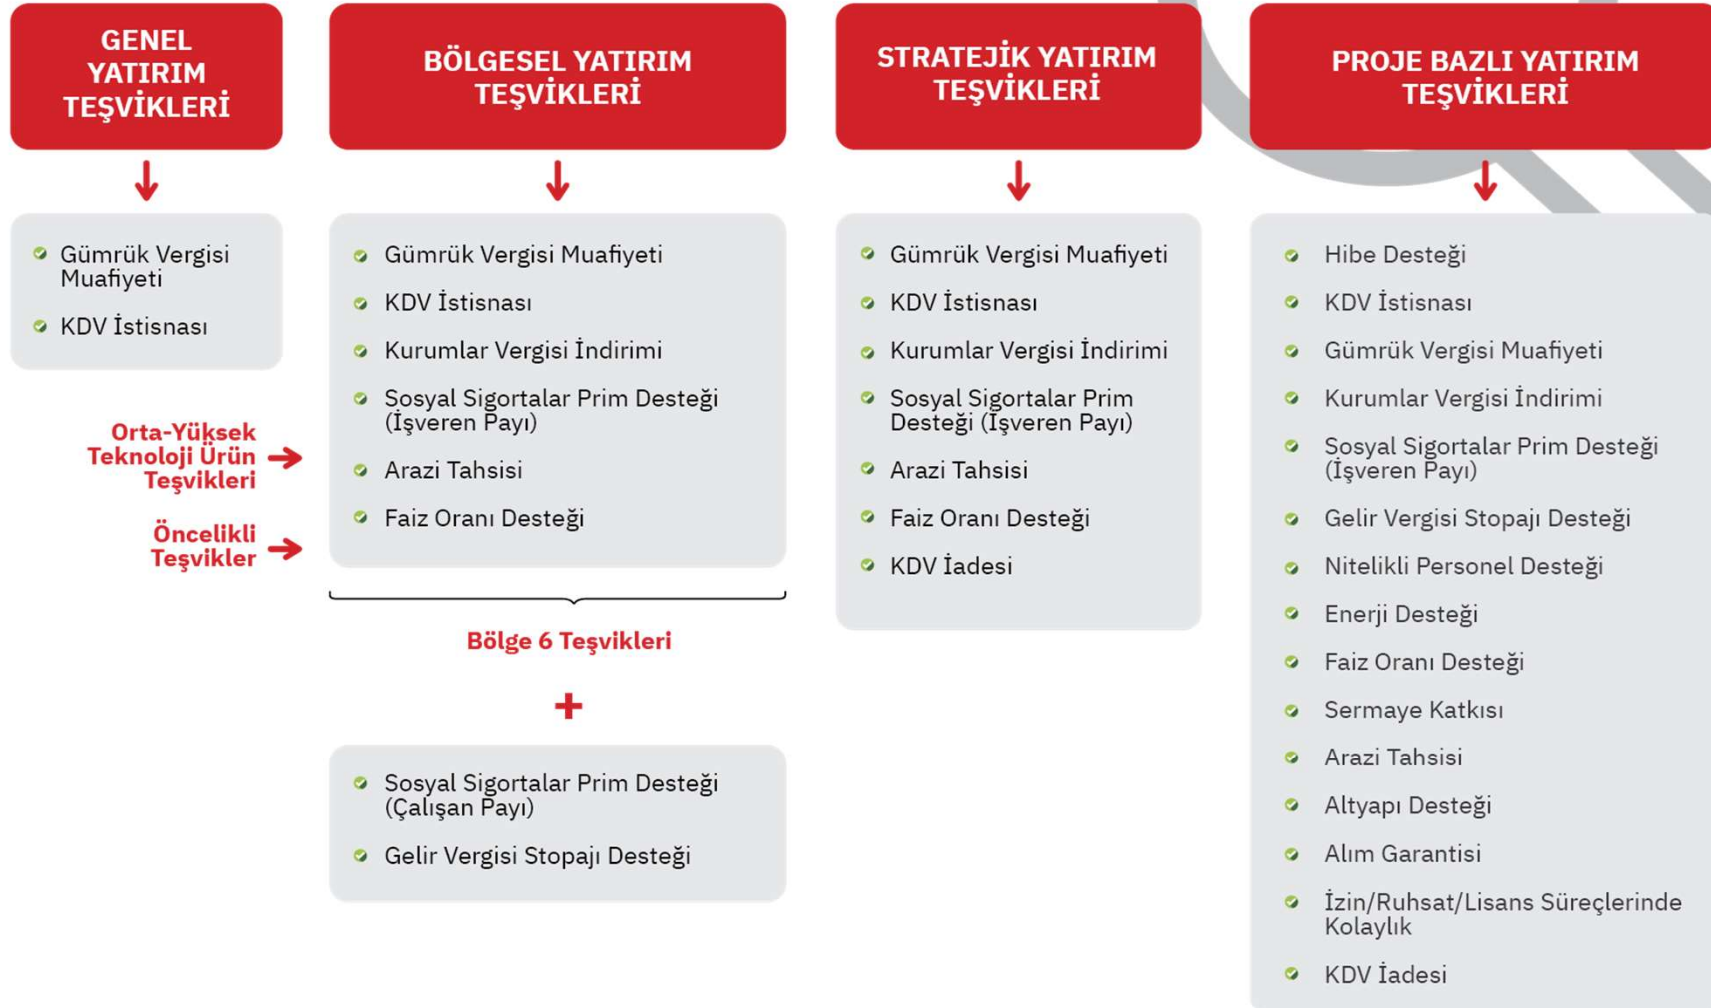 GENEL
YATIRIM
TEŞVİKLERİ
Gümrük Vergisi
Muafiyeti
KDV İstisnası
BÖLGESEL YATIRIM
TEŞVİKLERİ
Gümrük Vergisi Muafiyeti
KDV İstisnası
Kurumlar Vergisi İndirimi
Sosyal Sigortalar Prim Desteği
(İşveren Payı)
Arazi Tahsisi
Faiz Oranı Desteği
Orta-Yüksek
Teknoloji Ürün
Teşvikleri
Öncelikli
Teşvikler
Bölge 6 Teşvikleri
+
Sosyal Sigortalar Prim Desteği
(Çalışan Payı)
Gelir Vergisi Stopajı Desteği
STRATEJİK YATIRIM
TEŞVİKLERİ
Gümrük Vergisi Muafiyeti
KDV İstisnası
Kurumlar Vergisi İndirimi
Sosyal Sigortalar Prim
Desteği (İşveren Payı)
Arazi Tahsisi
Faiz Oranı Desteği
KDV İadesi
PROJE BAZLI YATIRIM
TEŞVİKLERİ
Hibe Desteği
KDV İstisnası
Gümrük Vergisi Muafiyeti
Kurumlar Vergisi İndirimi
Sosyal Sigortalar Prim Desteği
(İşveren Payı)
Gelir Vergisi Stopajı Desteği
Nitelikli Personel Desteği
Enerji Desteği
Faiz Oranı Desteği
Sermaye Katkısı
Arazi Tahsisi
Altyapı Desteği
Alım Garantisi
İzin/Ruhsat/Lisans Süreçlerinde
Kolaylık
KDV İadesi